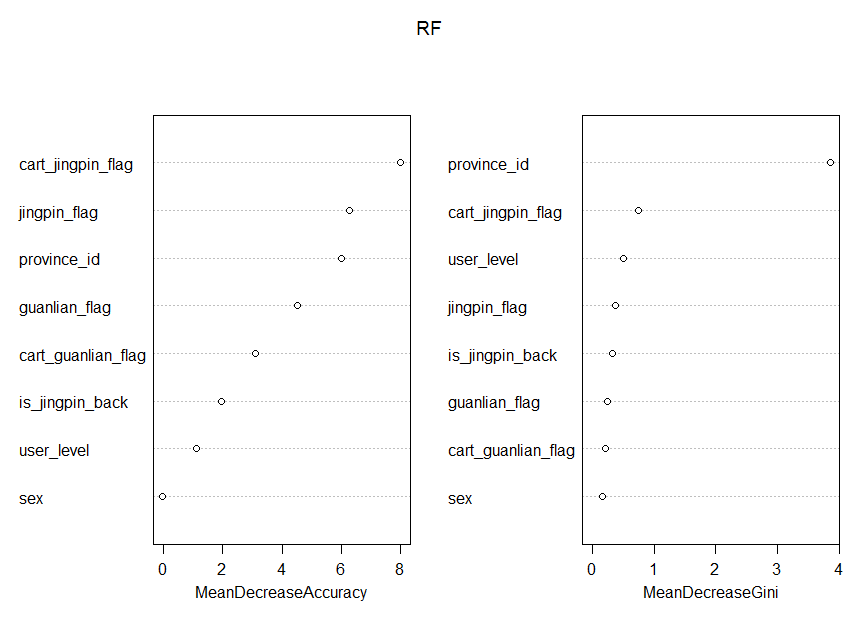 RF
cart_jingpin_flag
jingpin_flag
province_id
guanlian_flag
cart_guanlian_flag
is_jingpin_back
user_level
sex
0 2 4 6 8
MeanDecreaseAccuracy
province_id
cart_jingpin_flag
user_level
jingpin_flag
is_jingpin_back
guanlian_flag
cart_guanlian_flag
sex
0 1 2 3 4
MeanDecreaseGini